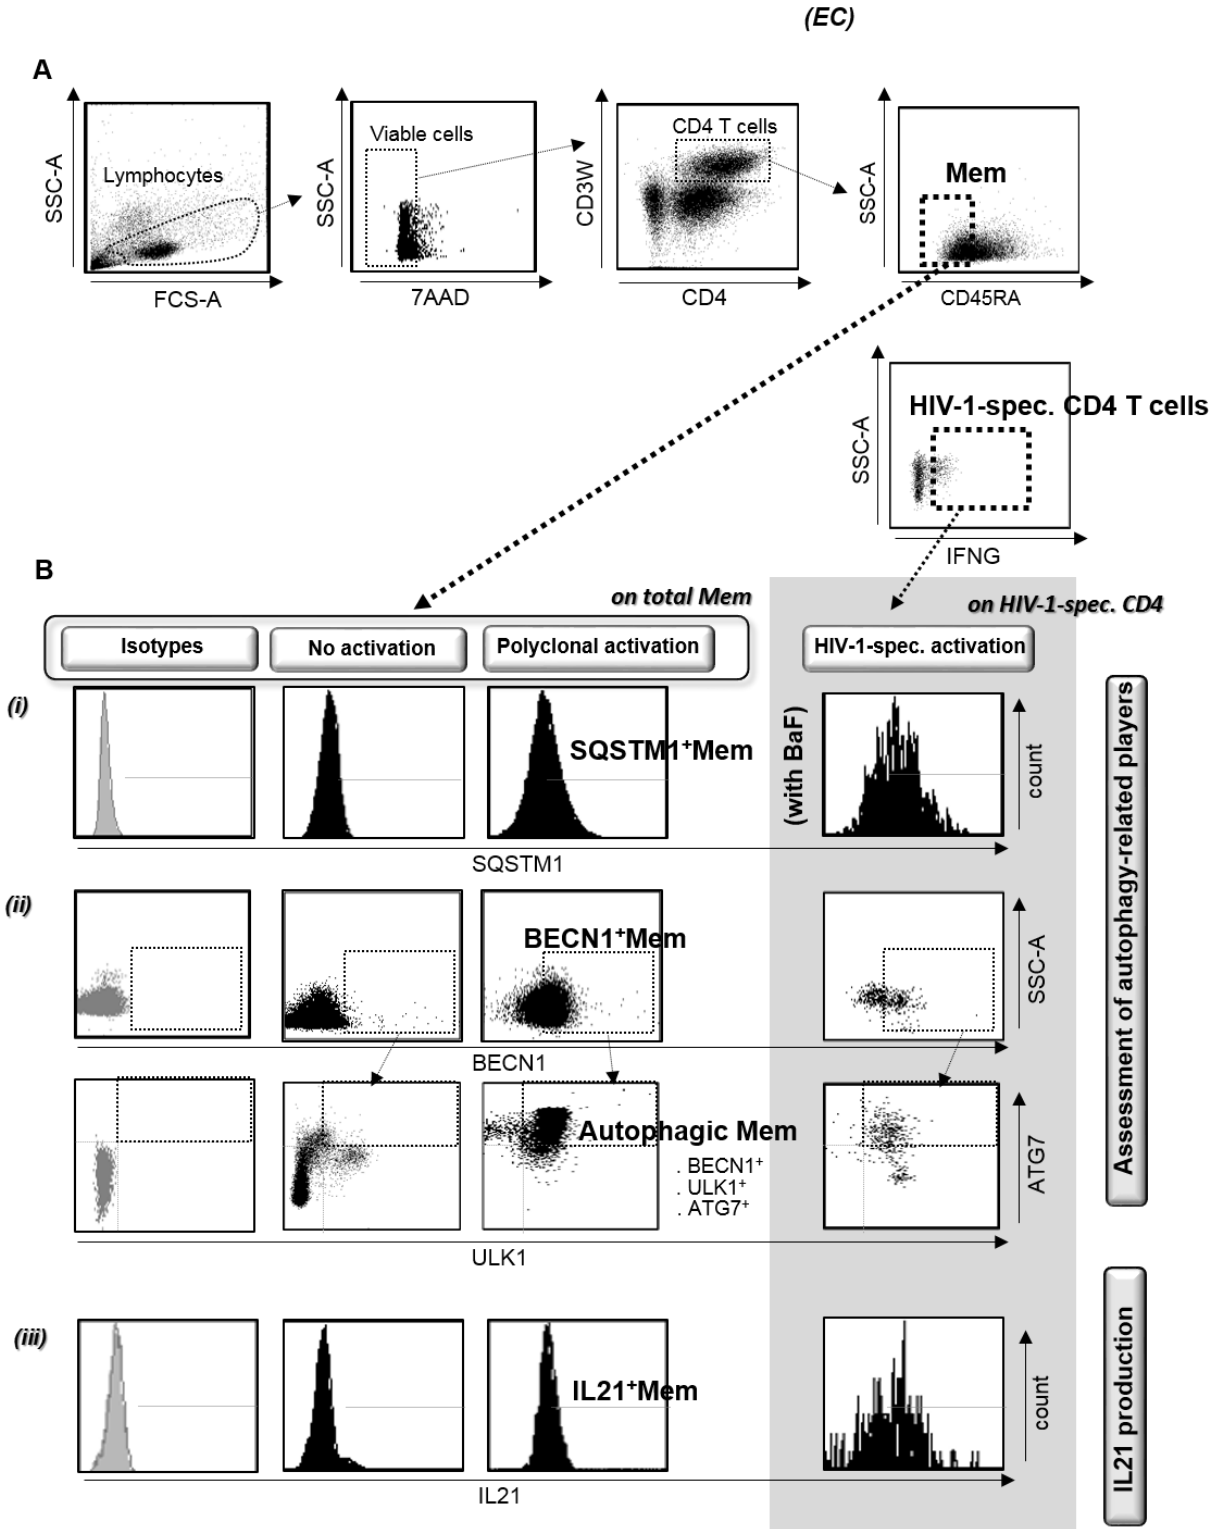 (EC)
A
SSC-A
Lymphocytes
FCS-A
SSC-A
Viable cells
7AAD
CD3W
CD4 T cells
CD4
SSC-A
Mem
CD45RA
SSC-A
HIV-1-spec. CD4 T cells
IFNG
B
on total Mem
on HIV-1-spec. CD4
Isotypes
No activation
Polyclonal activation
HIV-1-spec. activation
(i)
SQSTM1+Mem
(with BaF)
count
SQSTM1
(ii)
BECN1+Mem
SSC-A
BECN1
Autophagic Mem
. BECN1+
. ULK1+
. ATG7+
ATG7
ULK1
Assessment of autophagy-related players
(iii)
IL21+Mem
count
IL21
IL21 production